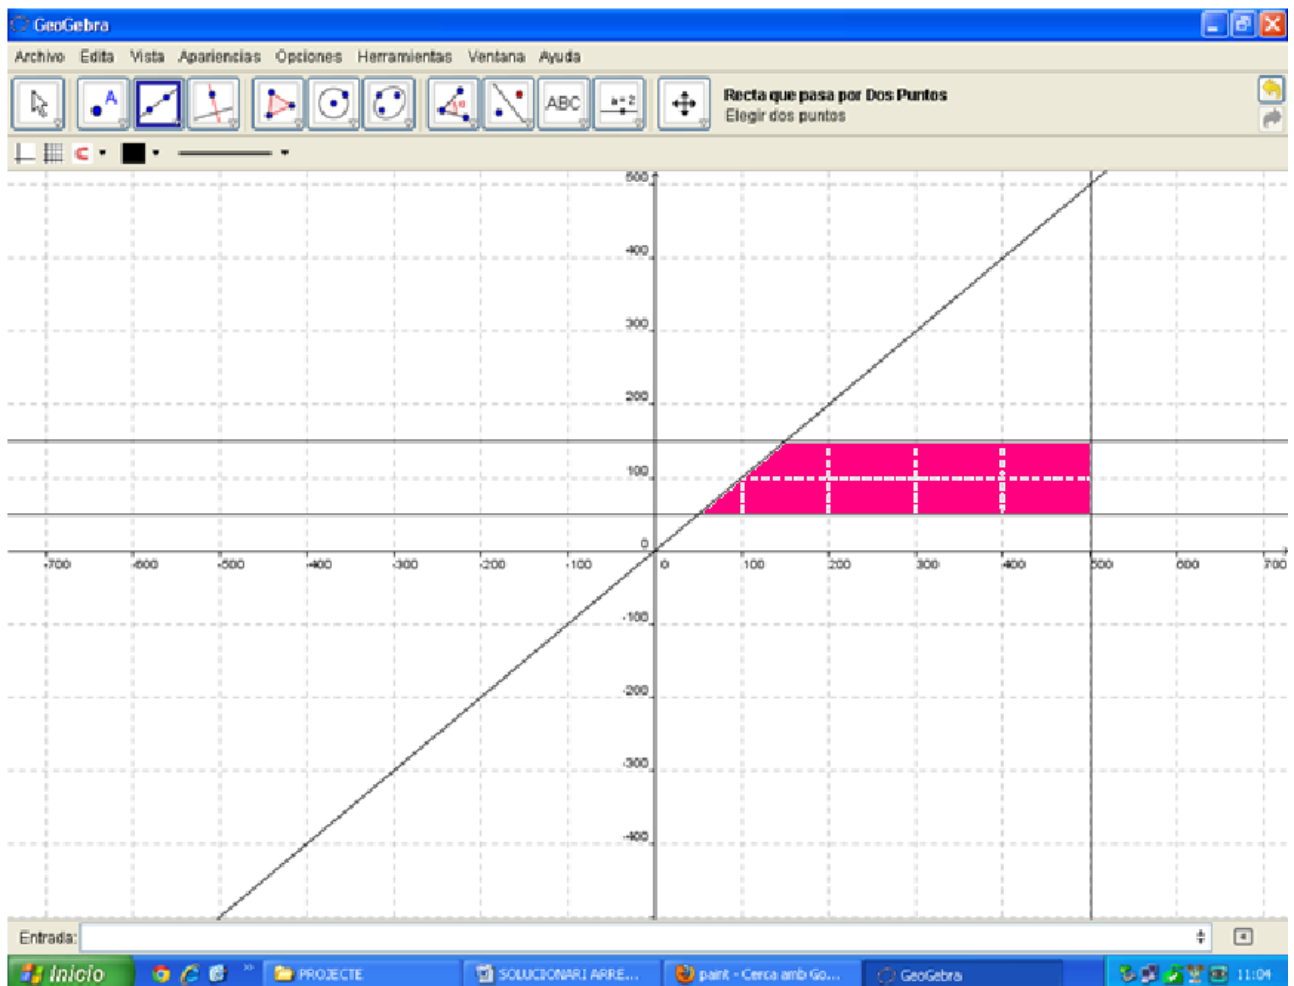 GeoGebra
Archivo Edita Vista Apariencias Opciones Herramientas Ventana Ayuda
A
ABC
a=2
Recta que pasa por Dos Puntos
Elegir dos puntos
500
400
300
200
100
0
-700 -600 -500 -400 -300 -200 -100 0 100 200 300 400 500 600 700
-100
-200
-300
-400
Entrada:
Inicio
PROJECTE
SOLUCIONARI ARRE...
paint - Cerca amb Go...
GeoGebra
11:04